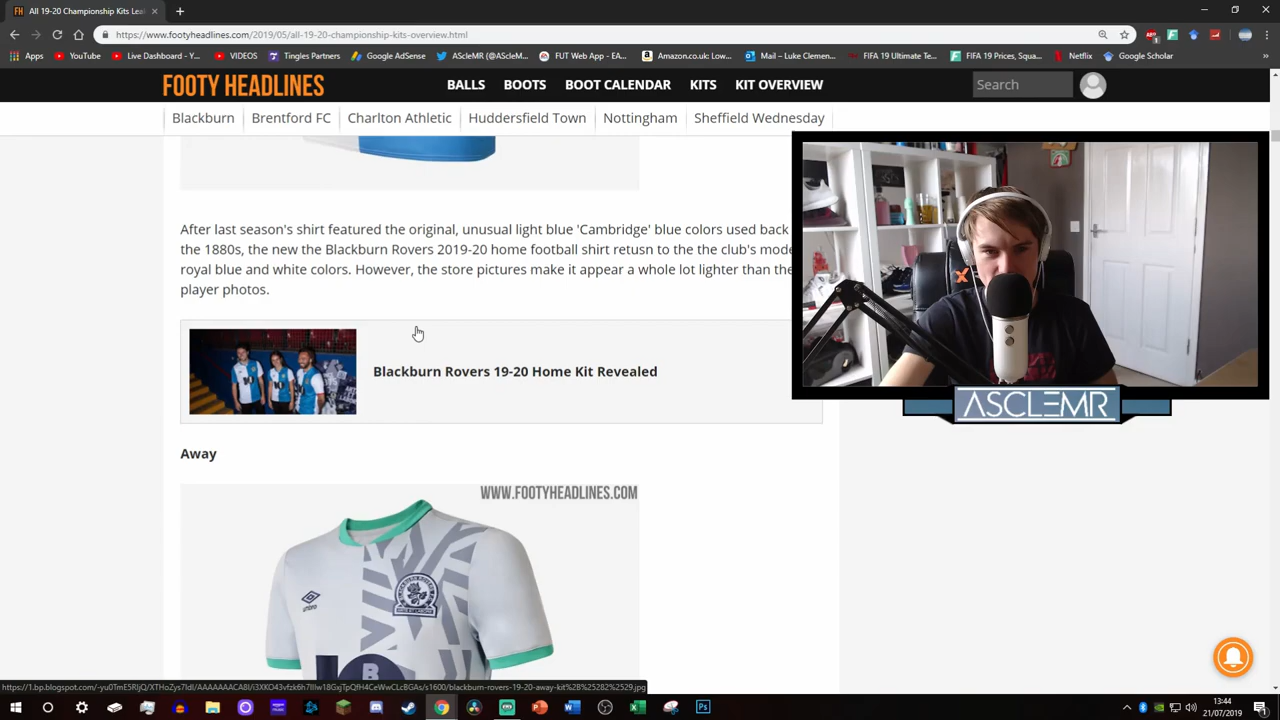 All 19-20 Championship Kits Lea
https://www.footyheadlines.com/2019/05/all-19-20-championship-kits-overview.html
Apps
YouTube
Live Dashboard - Y...
VIDEOS
Tingles Partners
Google AdSense
ASCleMR (@ASCleM...
FUT Web App - EA...
Amazon.co.uk: Low...
Mail – Luke Clemen...
FIFA 19 Ultimate Te...
FIFA 19 Prices, Squa...
Netflix
Google Scholar
FOOTY HEADLINES
BALLS
BOOTS
BOOT CALENDAR
KITS
KIT OVERVIEW
Search
Blackburn
Brentford FC
Charlton Athletic
Huddersfield Town
Nottingham
Sheffield Wednesday
After last season's shirt featured the original, unusual light blue 'Cambridge' blue colors used back
the 1880s, the new the Blackburn Rovers 2019-20 home football shirt retusn to the the club's mode
royal blue and white colors. However, the store pictures make it appear a whole lot lighter than the
player photos.
Blackburn Rovers 19-20 Home Kit Revealed
Away
WWW.FOOTYHEADLINES.COM
umbro
BLACKBURN ROVERS
ASCLEMR
13:44
21/07/2019